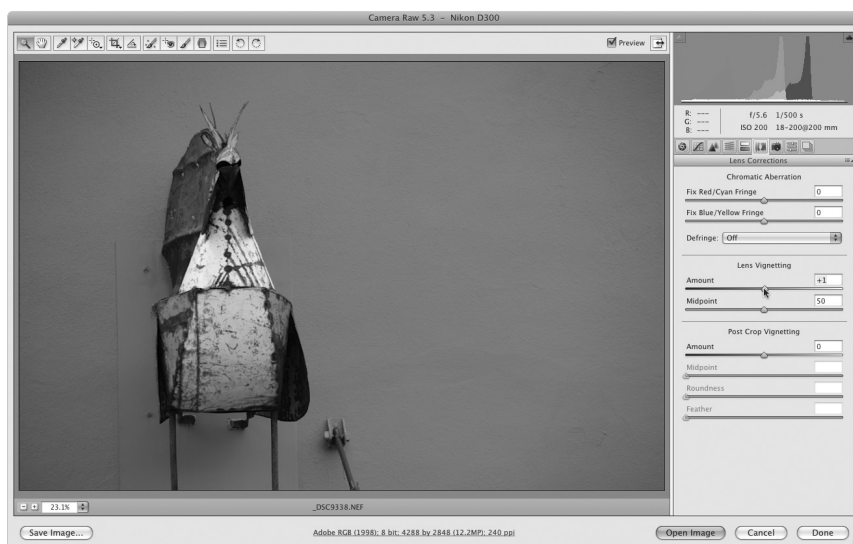 Camera Raw 5.3 – Nikon D300
Preview
R: ---
G: ---
B: ---
f/5.6 1/500 s
ISO 200 18-200@200 mm
Lens Corrections
Chromatic Aberration
Fix Red/Cyan Fringe 0
Fix Blue/Yellow Fringe 0
Defringe: Off
Lens Vignetting
Amount +1
Midpoint 50
Post Crop Vignetting
Amount 0
Midpoint
Roundness
Feather
23.1% _DSC9338.NEF
Save Image... Adobe RGB (1998); 8 bit; 4288 by 2848 (12.2MP); 240 ppi Open Image Cancel Done